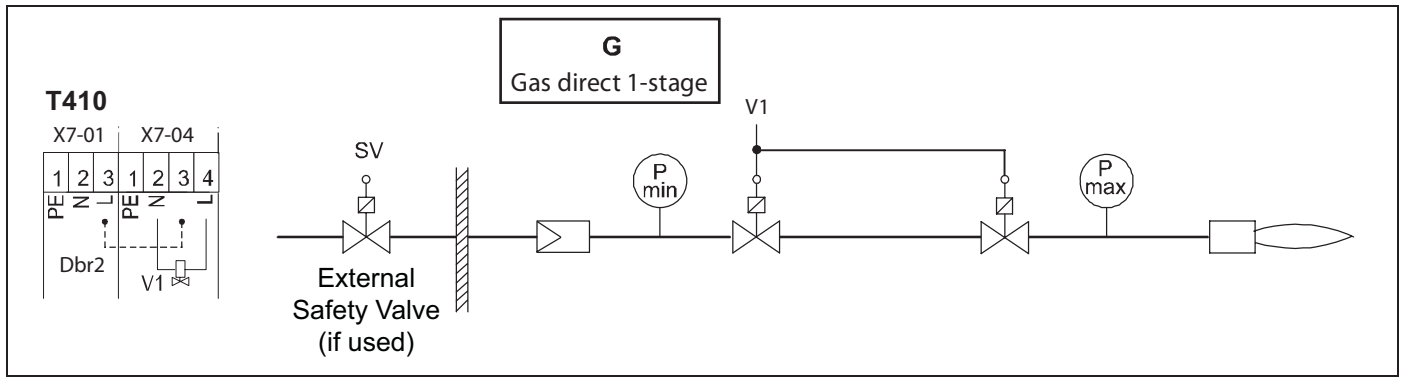 G
Gas direct 1-stage
T410
X7-01 X7-04
1 2 3 1 2 3 4
PE N L PE N L
Dbr2
V1
SV
External
Safety Valve
(if used)
P
min
V1
P
max